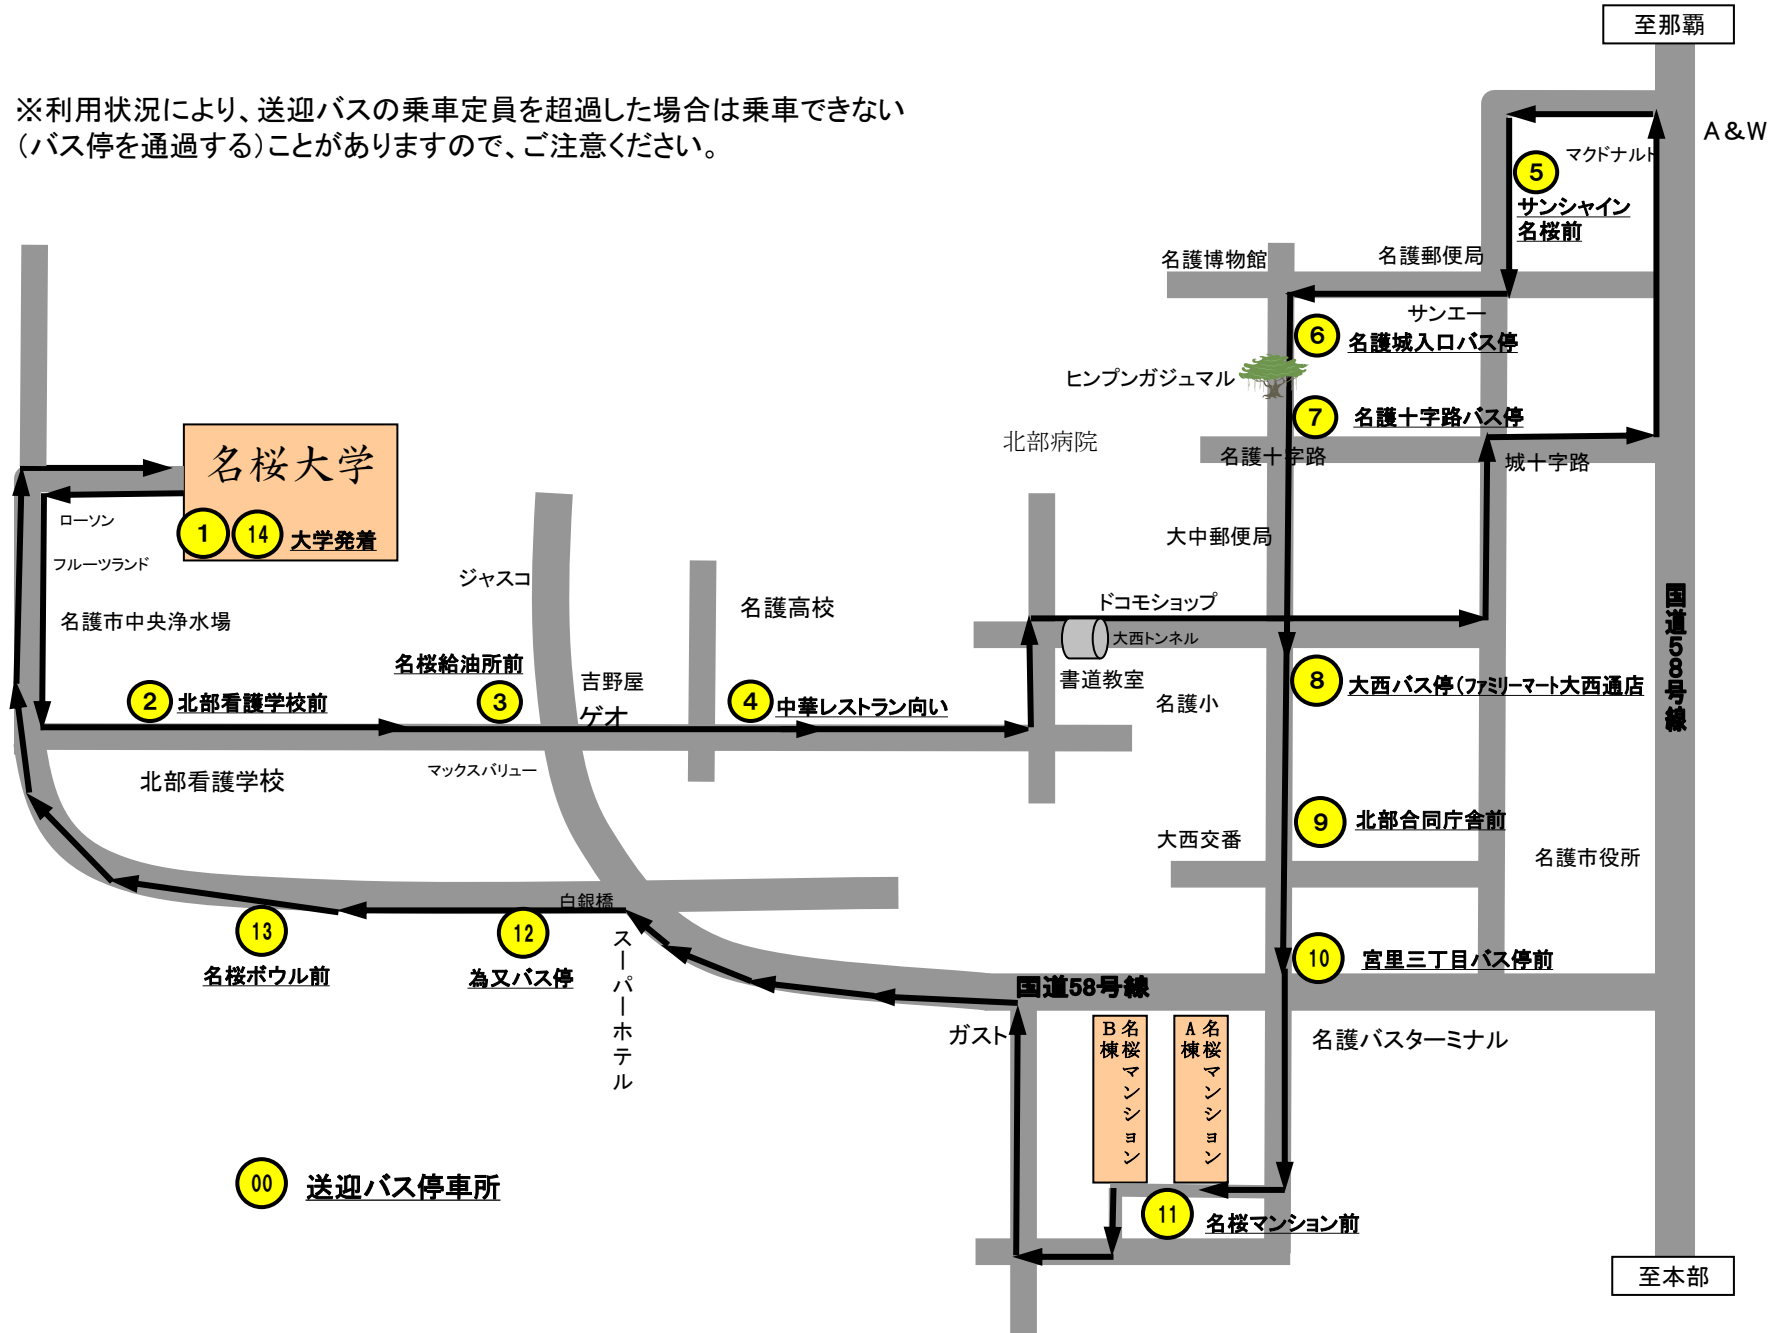 至那覇
※利用状況により、送迎バスの乗車定員を超過した場合は乗車できない
（バス停を通過する）ことがありますので、ご注意ください。
A&W
マクドナルド
5
サンシャイン
名桜前
名護博物館
名護郵便局
サンエー
6 名護城入口バス停
ヒンプンガジュマル
7 名護十字路バス停
北部病院
名護十字路
城十字路
名桜大学
1 14 大学発着
ローソン
フルーツランド
名護市中央浄水場
大中郵便局
ジャスコ
名護高校
ドコモショップ
大西トンネル
国道58号線
名桜給油所前
吉野屋
ゲオ
書道教室
名護小
2 北部看護学校前
3
4 中華レストラン向い
8 大西バス停(ファミリーマート大西通店
北部看護学校
マックスバリュー
9 北部合同庁舎前
大西交番
名護市役所
白銀橋
13
名桜ボウル前
12
為又バス停
スーパーホテル
10 宮里三丁目バス停前
国道58号線
ガスト
名桜マンション
B棟
名桜マンション
A棟
名護バスターミナル
00 送迎バス停車所
11 名桜マンション前
至本部